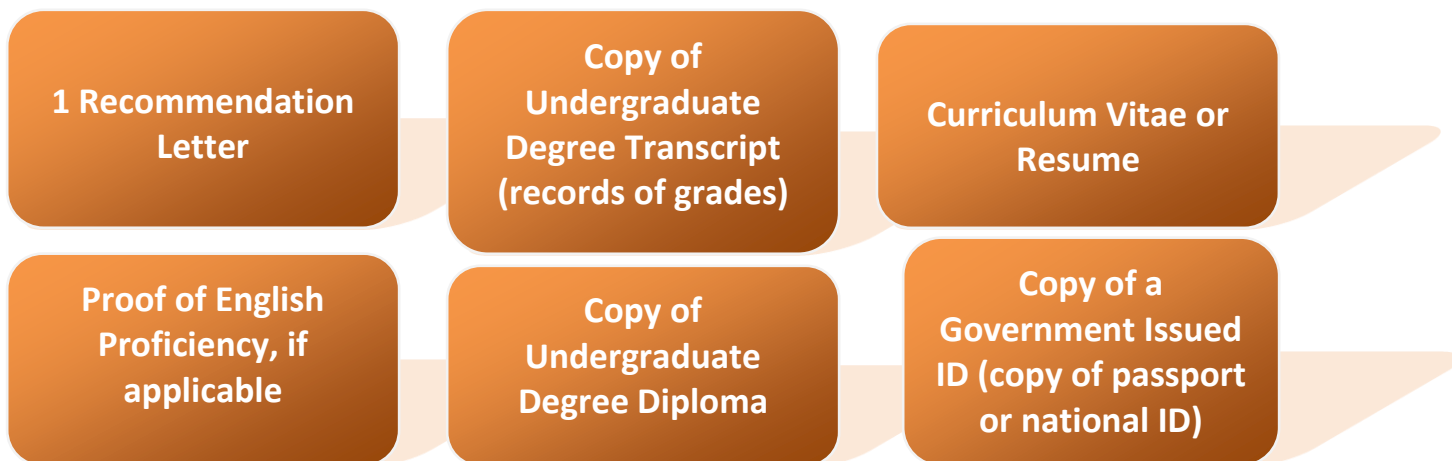 1 Recommendation
Letter
Copy of
Undergraduate
Degree Transcript
(records of grades)
Curriculum Vitae or
Resume
Proof of English
Proficiency, if
applicable
Copy of
Undergraduate
Degree Diploma
Copy of a
Government Issued
ID (copy of passport
or national ID)